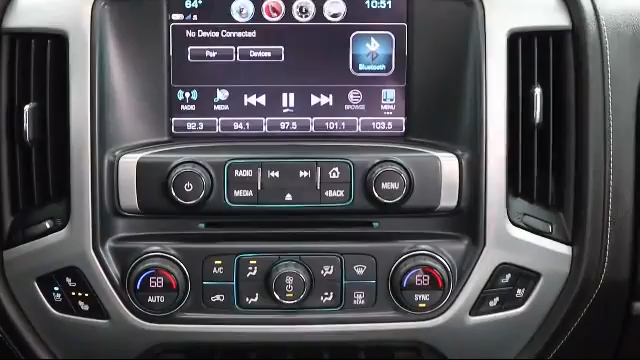 64° 10:51
No Device Connected
Pair Devices
Bluetooth
RADIO MEDIA BROWSE MENU
92.3 94.1 97.5 101.1 103.5
RADIO
MEDIA BACK
MENU
A/C
68 68
AUTO SYNC
REAR